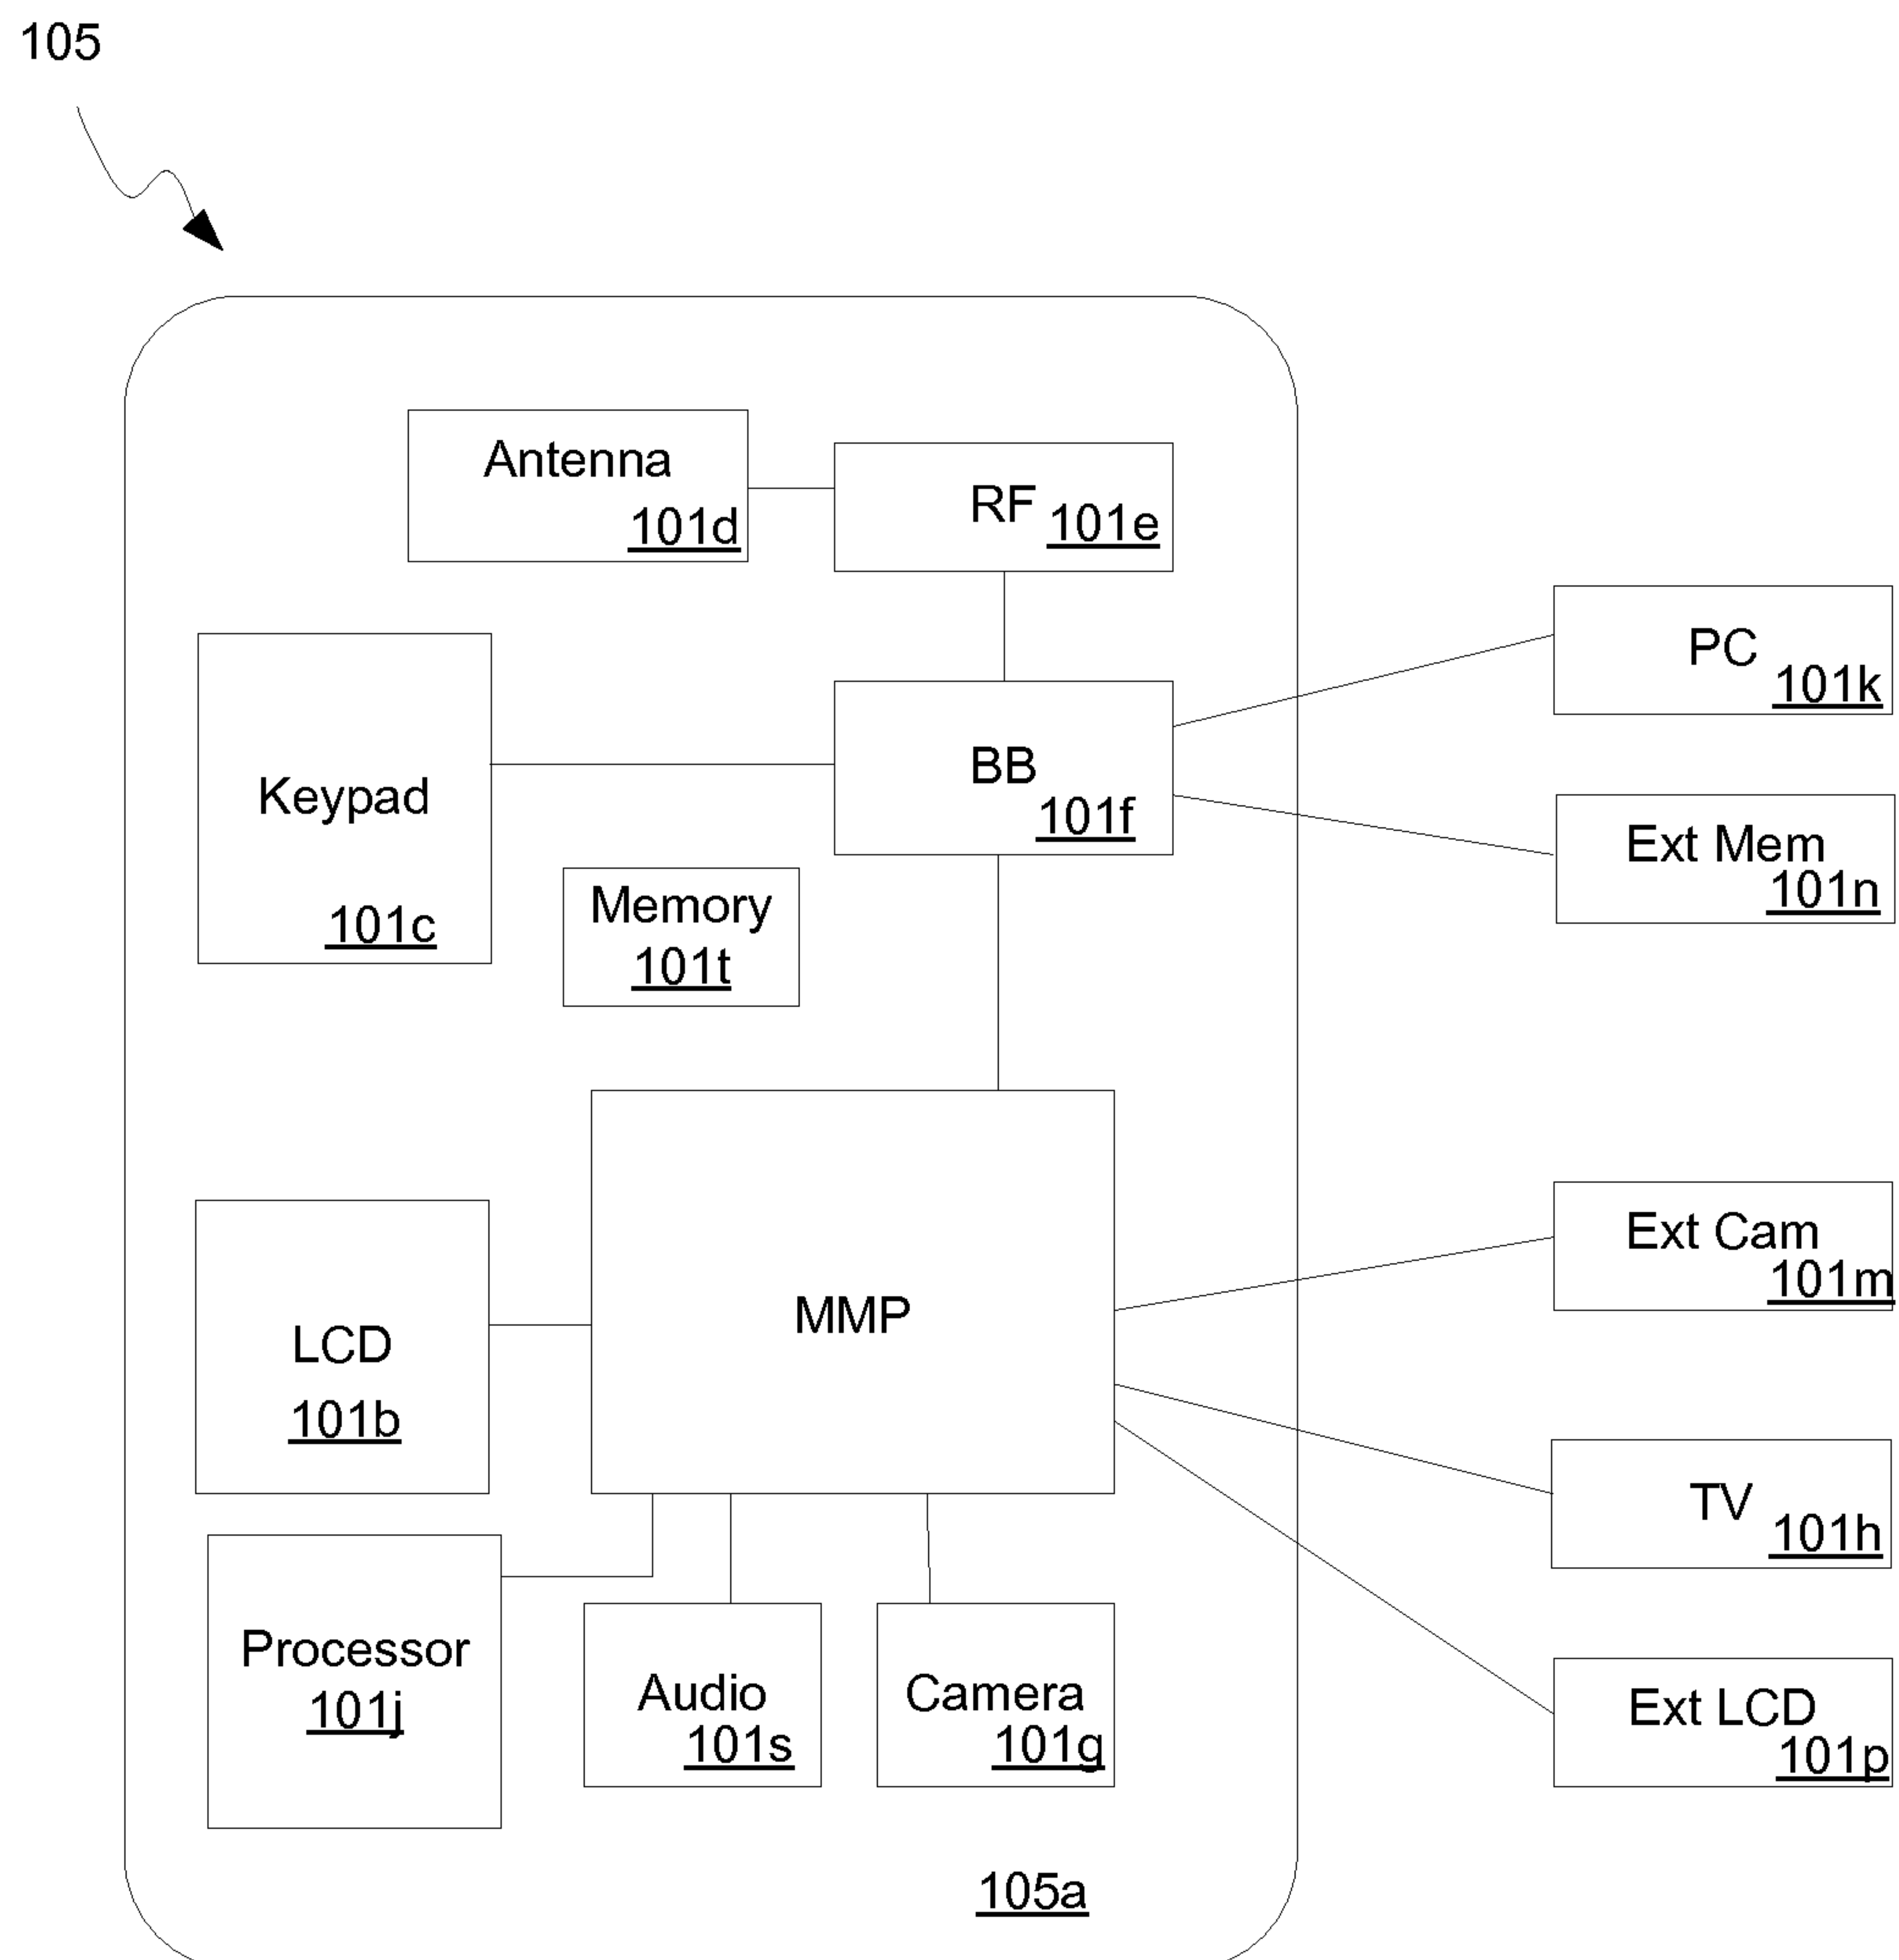 105
Antenna
101d
RF 101e
PC
101k
Keypad
101c
BB
101f
Ext Mem
101n
Memory
101t
Ext Cam
101m
MMP
LCD
101b
TV
101h
Processor
101j
Audio
101s
Camera
101g
Ext LCD
101p
105a